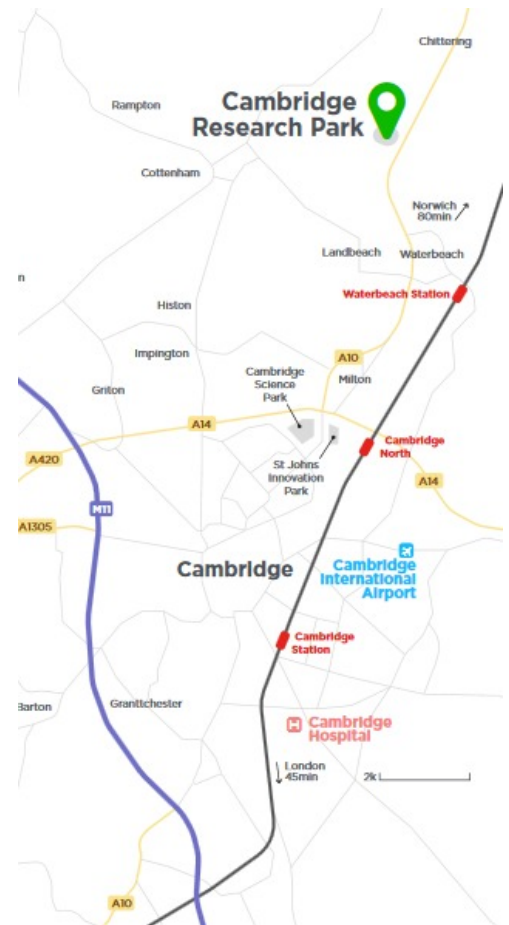 Chittering
Cambridge
Research Park
Rampton
Cottenham
Norwich
80min
Landbeach
Waterbeach
n
Waterbeach Station
Histon
Impington
A10
Cambridge
Science
Park
Milton
Griton
A14
Cambridge
North
St Johns
Innovation
Park
A420
A14
M11
A1305
Cambridge
Cambridge
International
Airport
Cambridge
Station
Barton
Granttchester
H
Cambridge
Hospital
London
45min
2k
A10